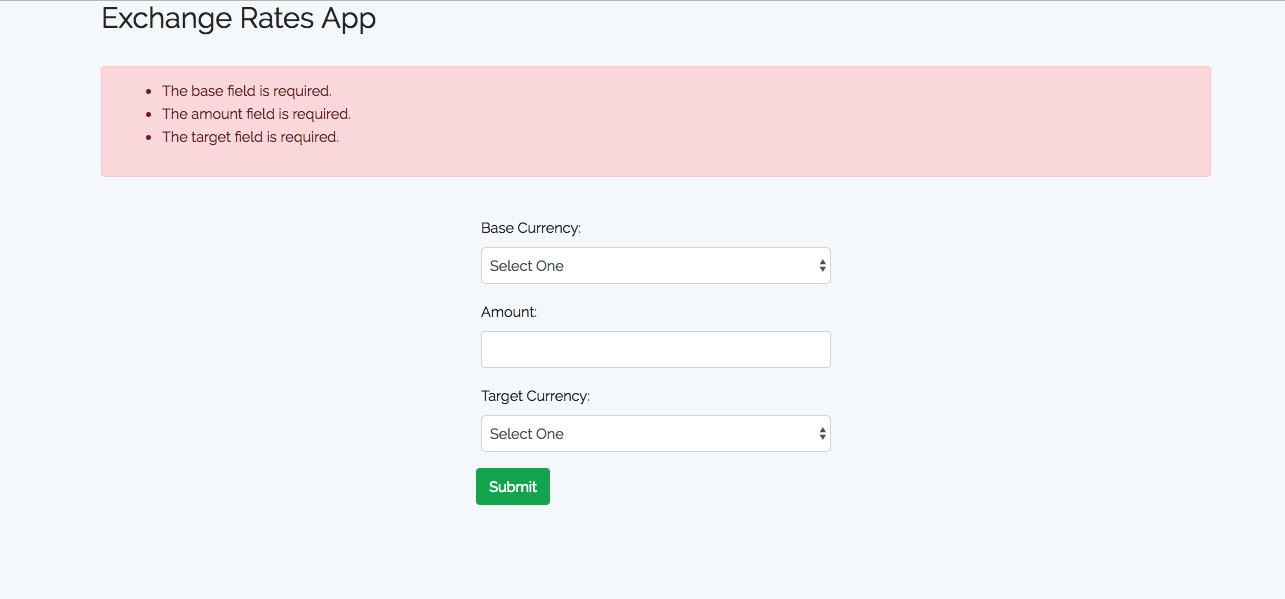 Exchange Rates App
The base field is required.
The amount field is required.
The target field is required.
Base Currency:
Select One
Amount:
Target Currency:
Select One
Submit